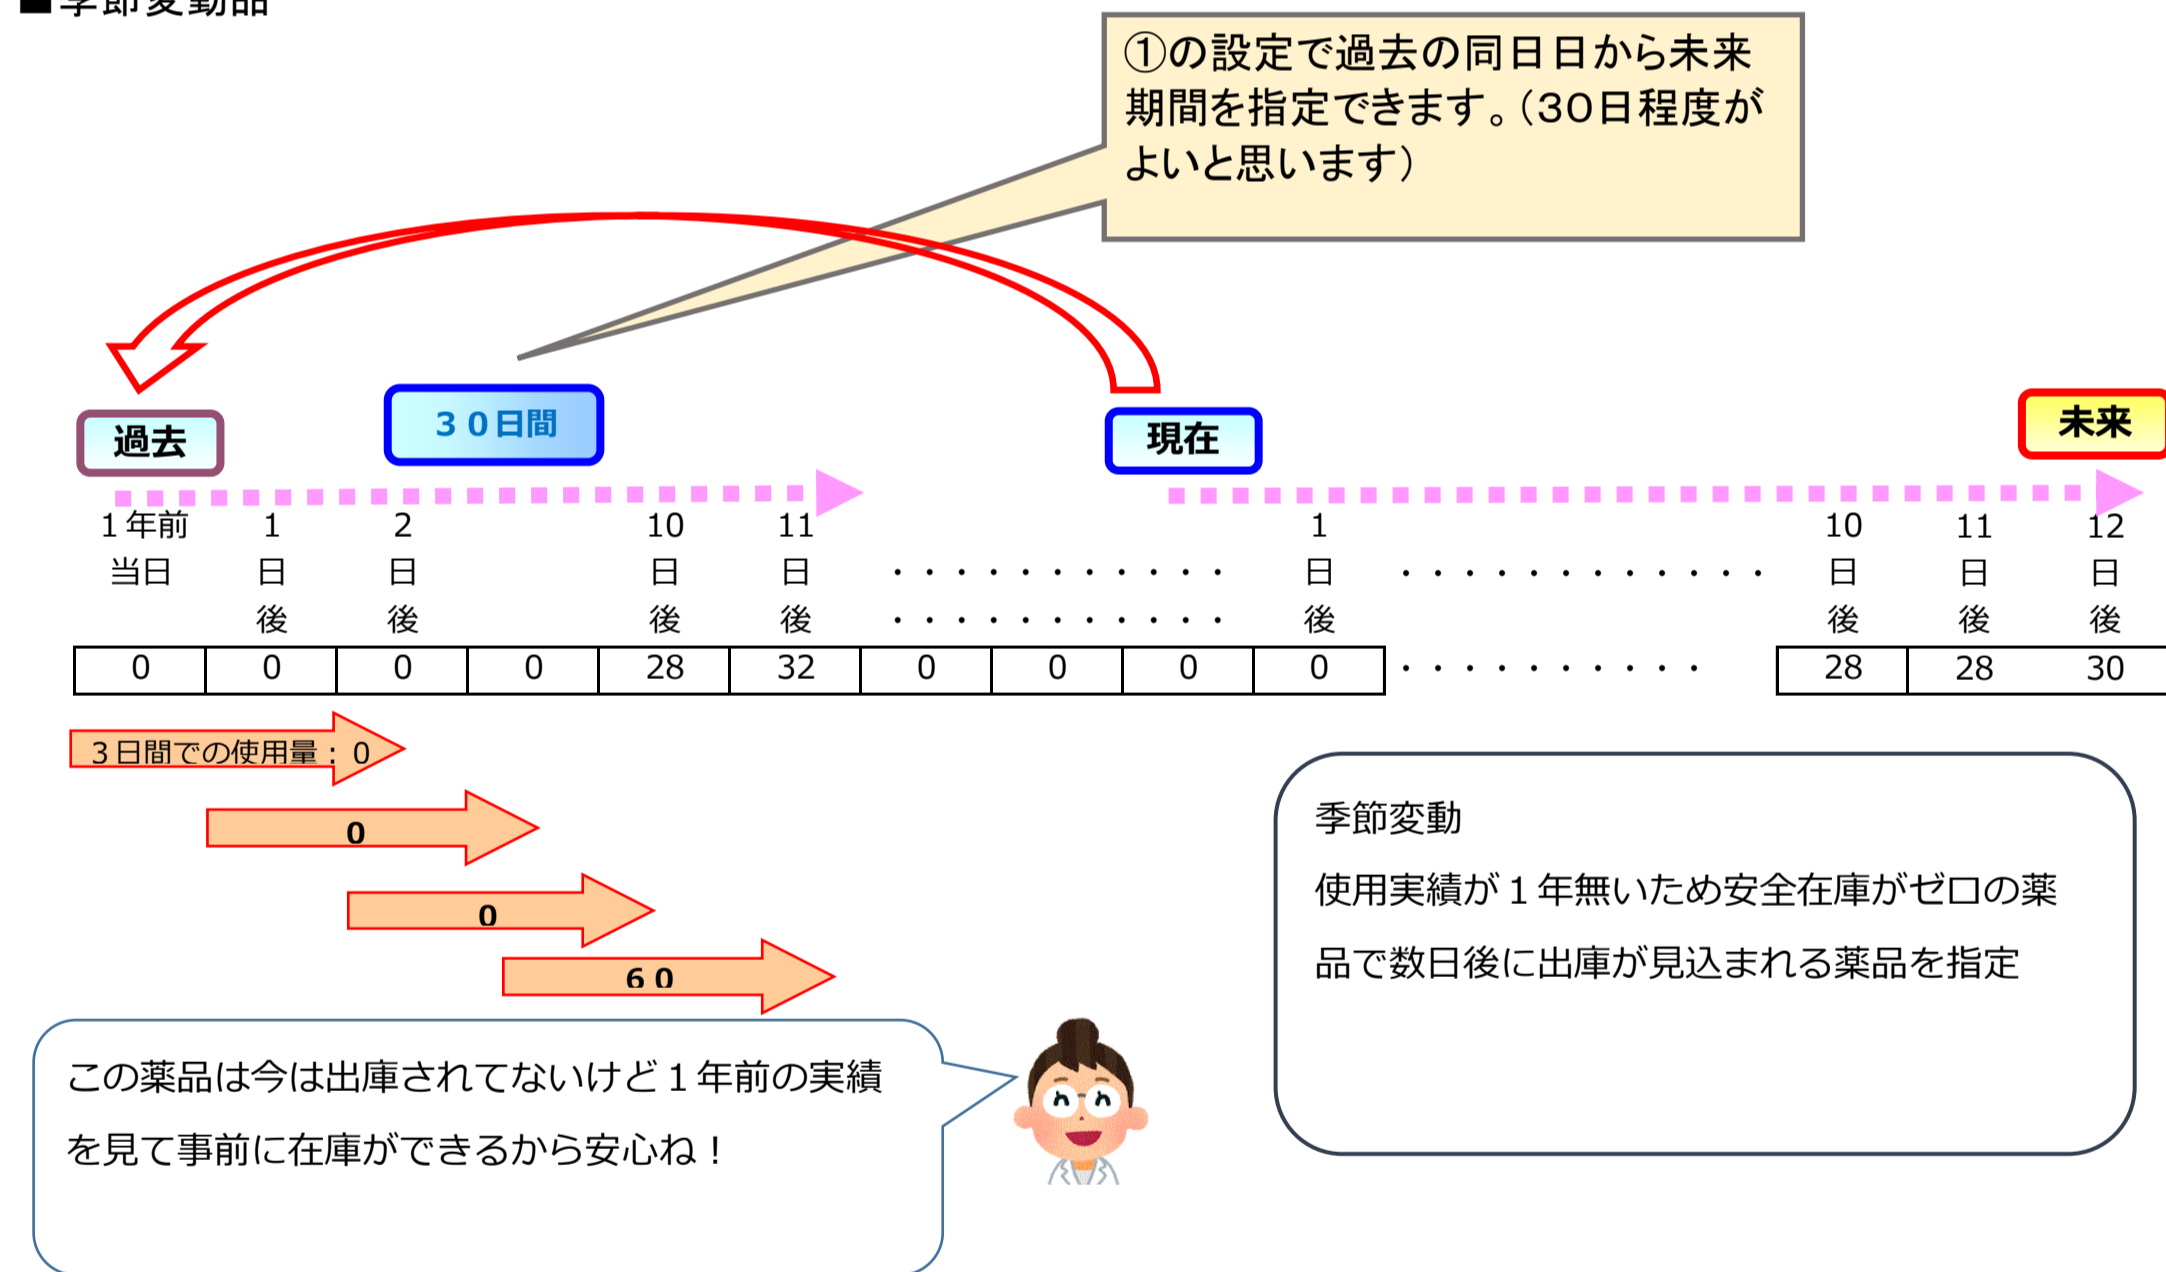 ■季節変動品
①の設定で過去の同日日から未来
期間を指定できます。（３０日程度が
よいと思います）
過去
３０日間
現在
未来
１年前 1 2 10 11 1 10 11 12
当日 日 日 日 日 ・・・・・・・・・・・ 日 ・・・・・・・・・・・・ 日 日 日
後 後 後 後 ・・・・・・・・・・・ 後 後 後 後
0 0 0 0 28 32 0 0 0 0 ・・・・・・・・・・ 28 28 30
３日間での使用量：0
0
0
６０
季節変動
使用実績が１年無いため安全在庫がゼロの薬
品で数日後に出庫が見込まれる薬品を指定
この薬品は今は出庫されてないけど１年前の実績
を見て事前に在庫ができるから安心ね！